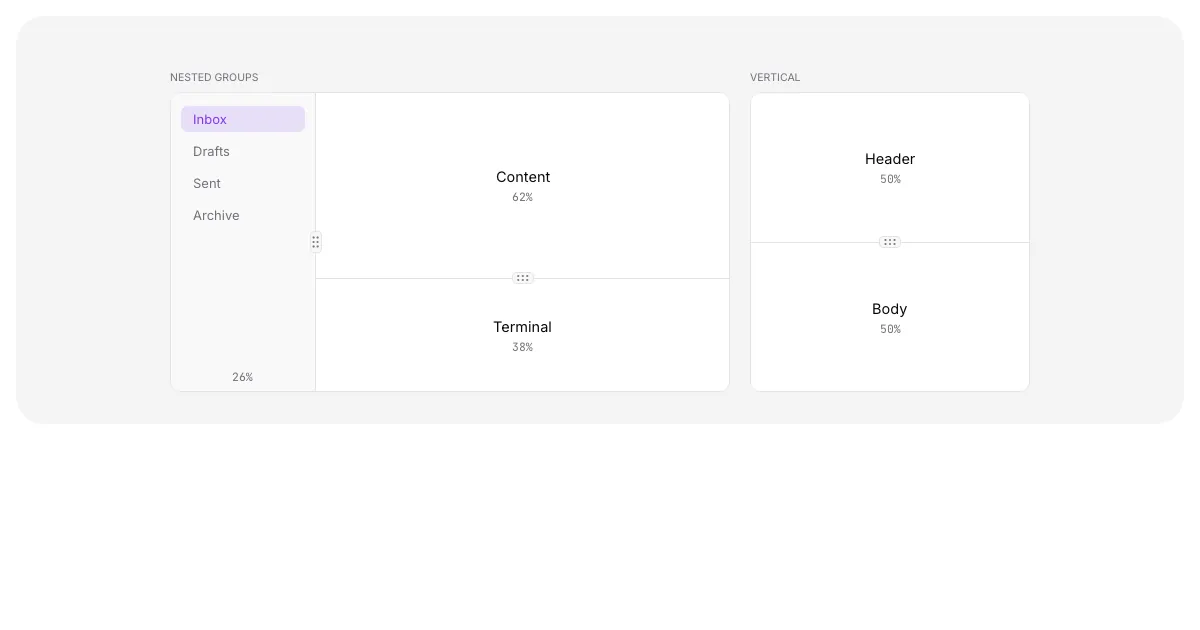 NESTED GROUPS
Inbox
Drafts
Sent
Archive
26%
Content
62%
Terminal
38%
VERTICAL
Header
50%
Body
50%